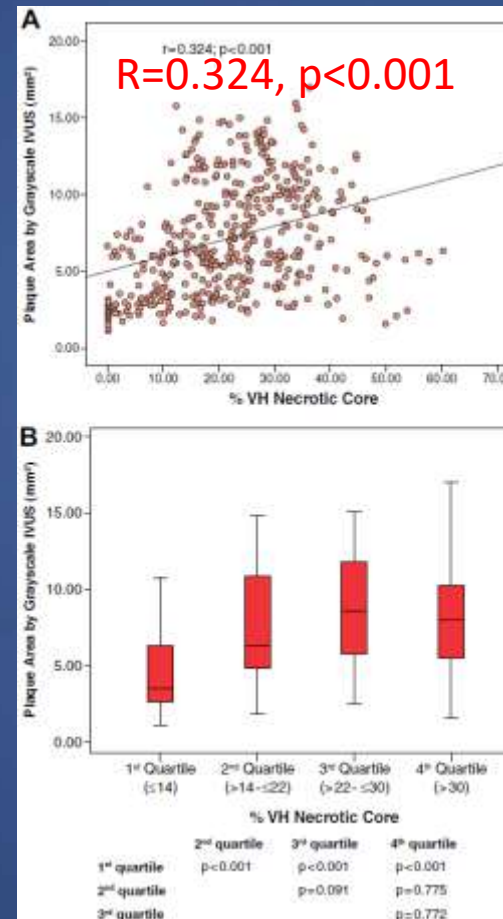 A
20.00
r=0.324; p<0.001
R=0.324, p<0.001
15.00
10.00
5.00
0.00
Plaque Area by Grayscale IVUS (mm²)
0.00 10.00 20.00 30.00 40.00 50.00 60.00 70.0
% VH Necrotic Core
B
20.00
15.00
10.00
5.00
0.00
Plaque Area by Grayscale IVUS (mm²)
1st Quartile 2nd Quartile 3rd Quartile 4th Quartile
(≤14) (>14-≤22) (>22-≤30) (>30)
% VH Necrotic Core
2nd quartile 3rd quartile 4th quartile
1st quartile p<0.001 p<0.001 p<0.001
2nd quartile p=0.091 p=0.775
3rd quartile p=0.772